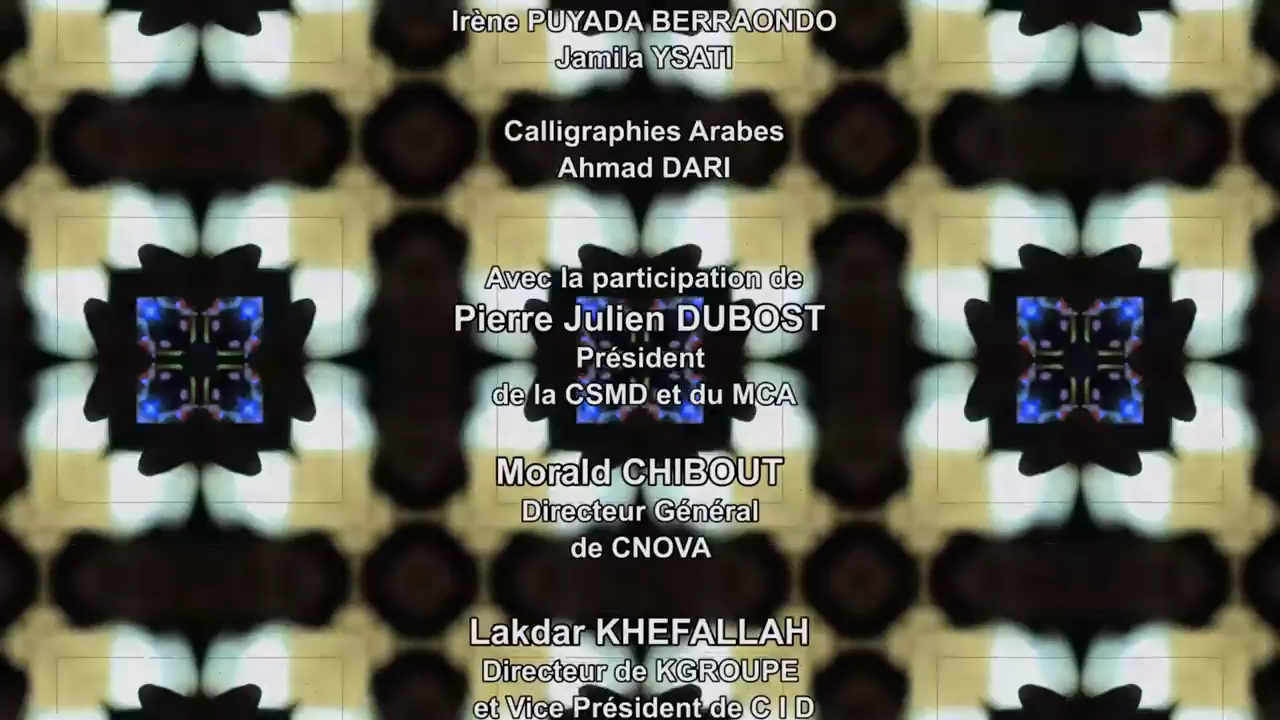 Irène PUYADA BERRAONDO
Jamila YSATI
Calligraphies Arabes
Ahmad DARI
Avec la participation de
Pierre Julien DUBOST
Président
de la CSMD et du MCA
Morald CHIBOUT
Directeur Général
de CNOVA
Lakdar KHEFALLAH
Directeur de KGROUPE
et Vice Président de C I D